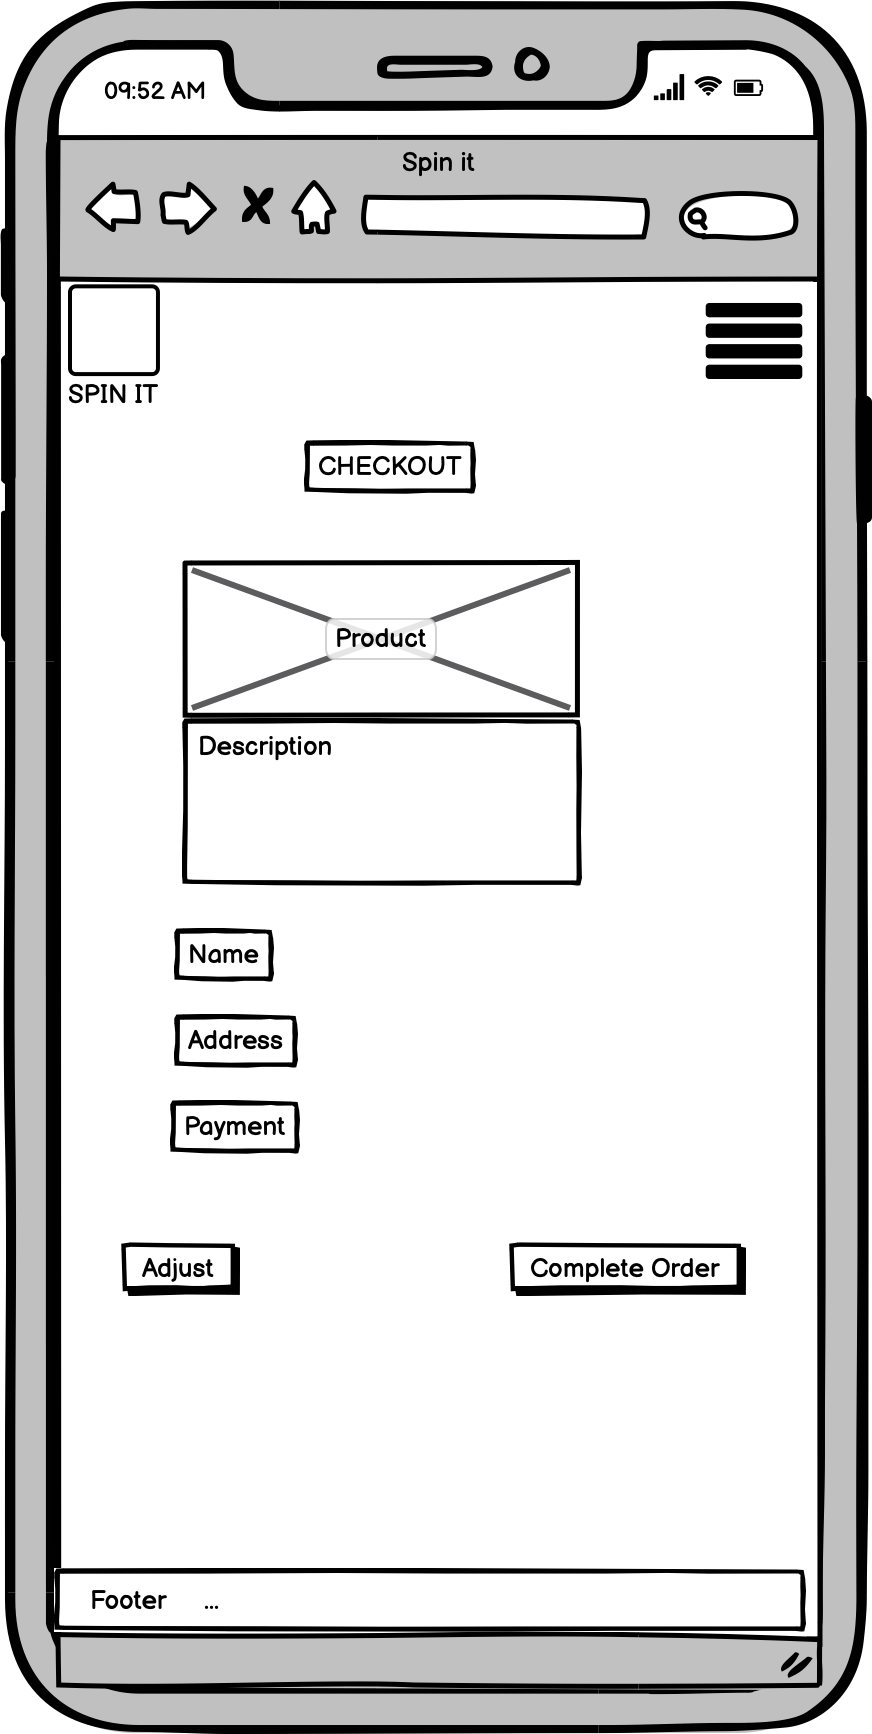 09:52 AM
Spin it
SPIN IT
CHECKOUT
Product
Description
Name
Address
Payment
Adjust
Complete Order
Footer ...